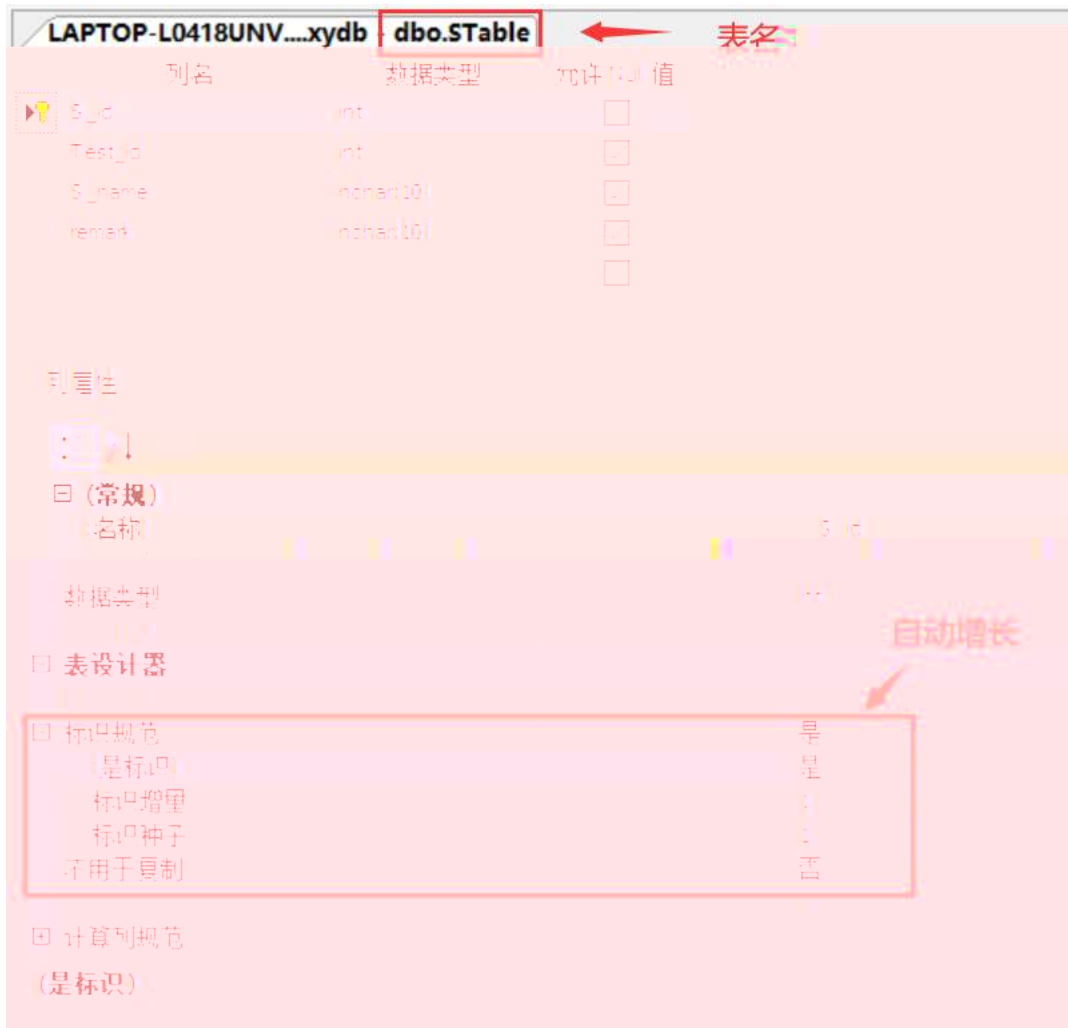 LAPTOP-L0418UNV....xydb - dbo.STable 表名
列名 数据类型 允许 NULL 值
S_id int
Test_id int
S_name nchar(10)
remark nchar(10)
列属性
(常规)
名称 S_id
数据类型 int
自动增长
表设计器
标识规范 是
是标识 是
标识增量 1
标识种子 1
不用于复制 否
计算列规范
(是标识)